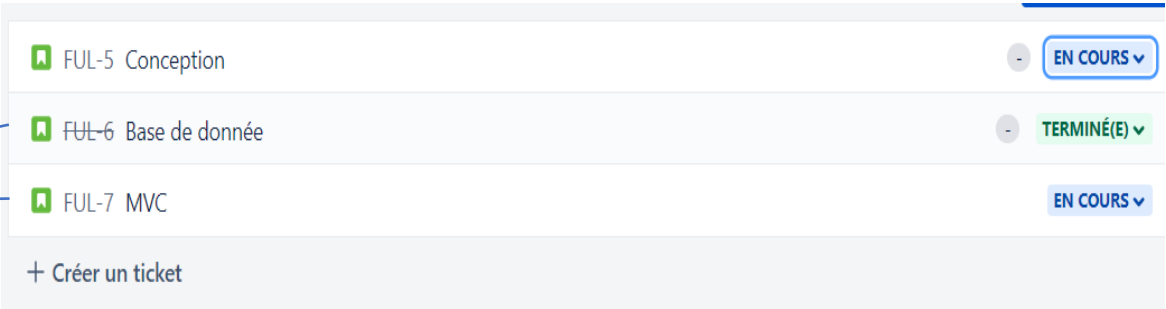 FUL-5 Conception - EN COURS
FUL-6 Base de donnée - TERMINÉ(E)
FUL-7 MVC EN COURS
+ Créer un ticket